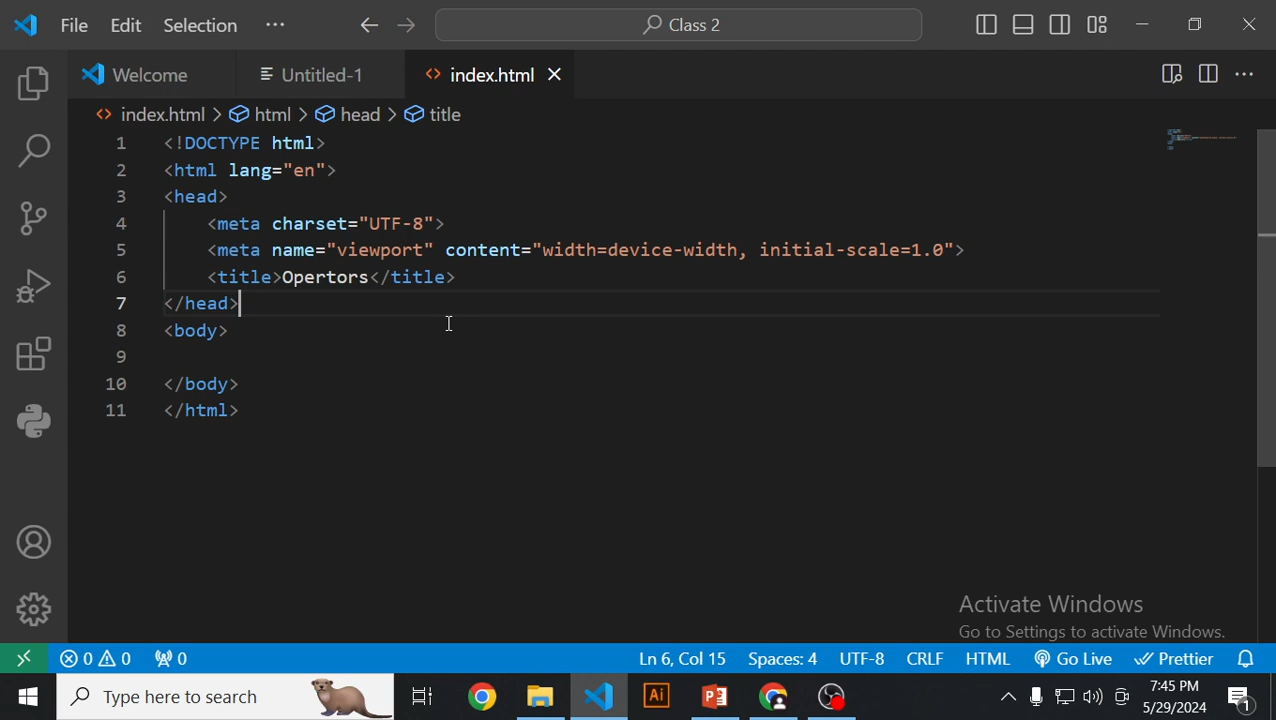 File Edit Selection ··· Class 2
Welcome Untitled-1 index.html
index.html > html > head > title
1 <!DOCTYPE html>
2 <html lang="en">
3 <head>
4 <meta charset="UTF-8">
5 <meta name="viewport" content="width=device-width, initial-scale=1.0">
6 <title>Opertors</title>
7 </head>
8 <body>
9
10 </body>
11 </html>
Activate Windows
Go to Settings to activate Windows.
0 0 0 Ln 6, Col 15 Spaces: 4 UTF-8 CRLF HTML Go Live Prettier
Type here to search Ai P 7:45 PM
5/29/2024 1